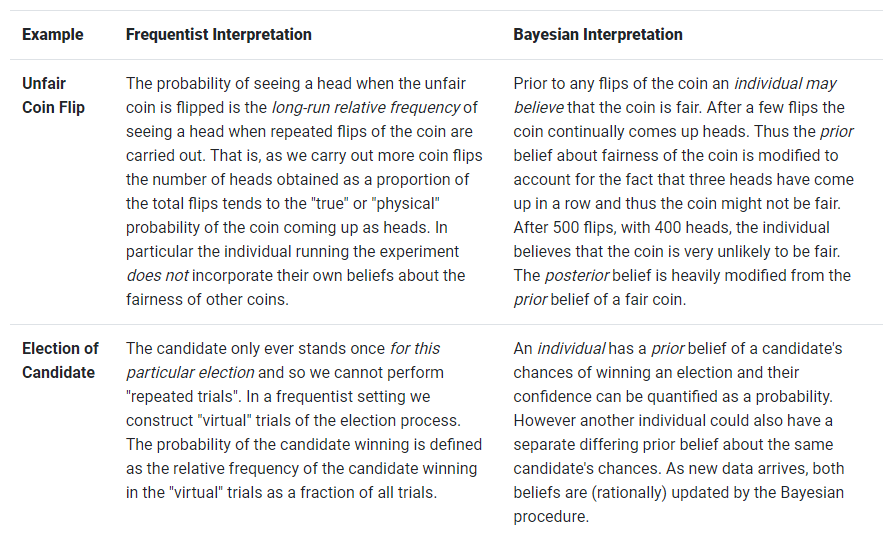 Example
Frequentist Interpretation
Bayesian Interpretation
Unfair
Coin Flip
The probability of seeing a head when the unfair
coin is flipped is the long-run relative frequency of
seeing a head when repeated flips of the coin are
carried out. That is, as we carry out more coin flips
the number of heads obtained as a proportion of
the total flips tends to the "true" or "physical"
probability of the coin coming up as heads. In
particular the individual running the experiment
does not incorporate their own beliefs about the
fairness of other coins.
Prior to any flips of the coin an individual may
believe that the coin is fair. After a few flips the
coin continually comes up heads. Thus the prior
belief about fairness of the coin is modified to
account for the fact that three heads have come
up in a row and thus the coin might not be fair.
After 500 flips, with 400 heads, the individual
believes that the coin is very unlikely to be fair.
The posterior belief is heavily modified from the
prior belief of a fair coin.
Election of
Candidate
The candidate only ever stands once for this
particular election and so we cannot perform
"repeated trials". In a frequentist setting we
construct "virtual" trials of the election process.
The probability of the candidate winning is defined
as the relative frequency of the candidate winning
in the "virtual" trials as a fraction of all trials.
An individual has a prior belief of a candidate's
chances of winning an election and their
confidence can be quantified as a probability.
However another individual could also have a
separate differing prior belief about the same
candidate's chances. As new data arrives, both
beliefs are (rationally) updated by the Bayesian
procedure.